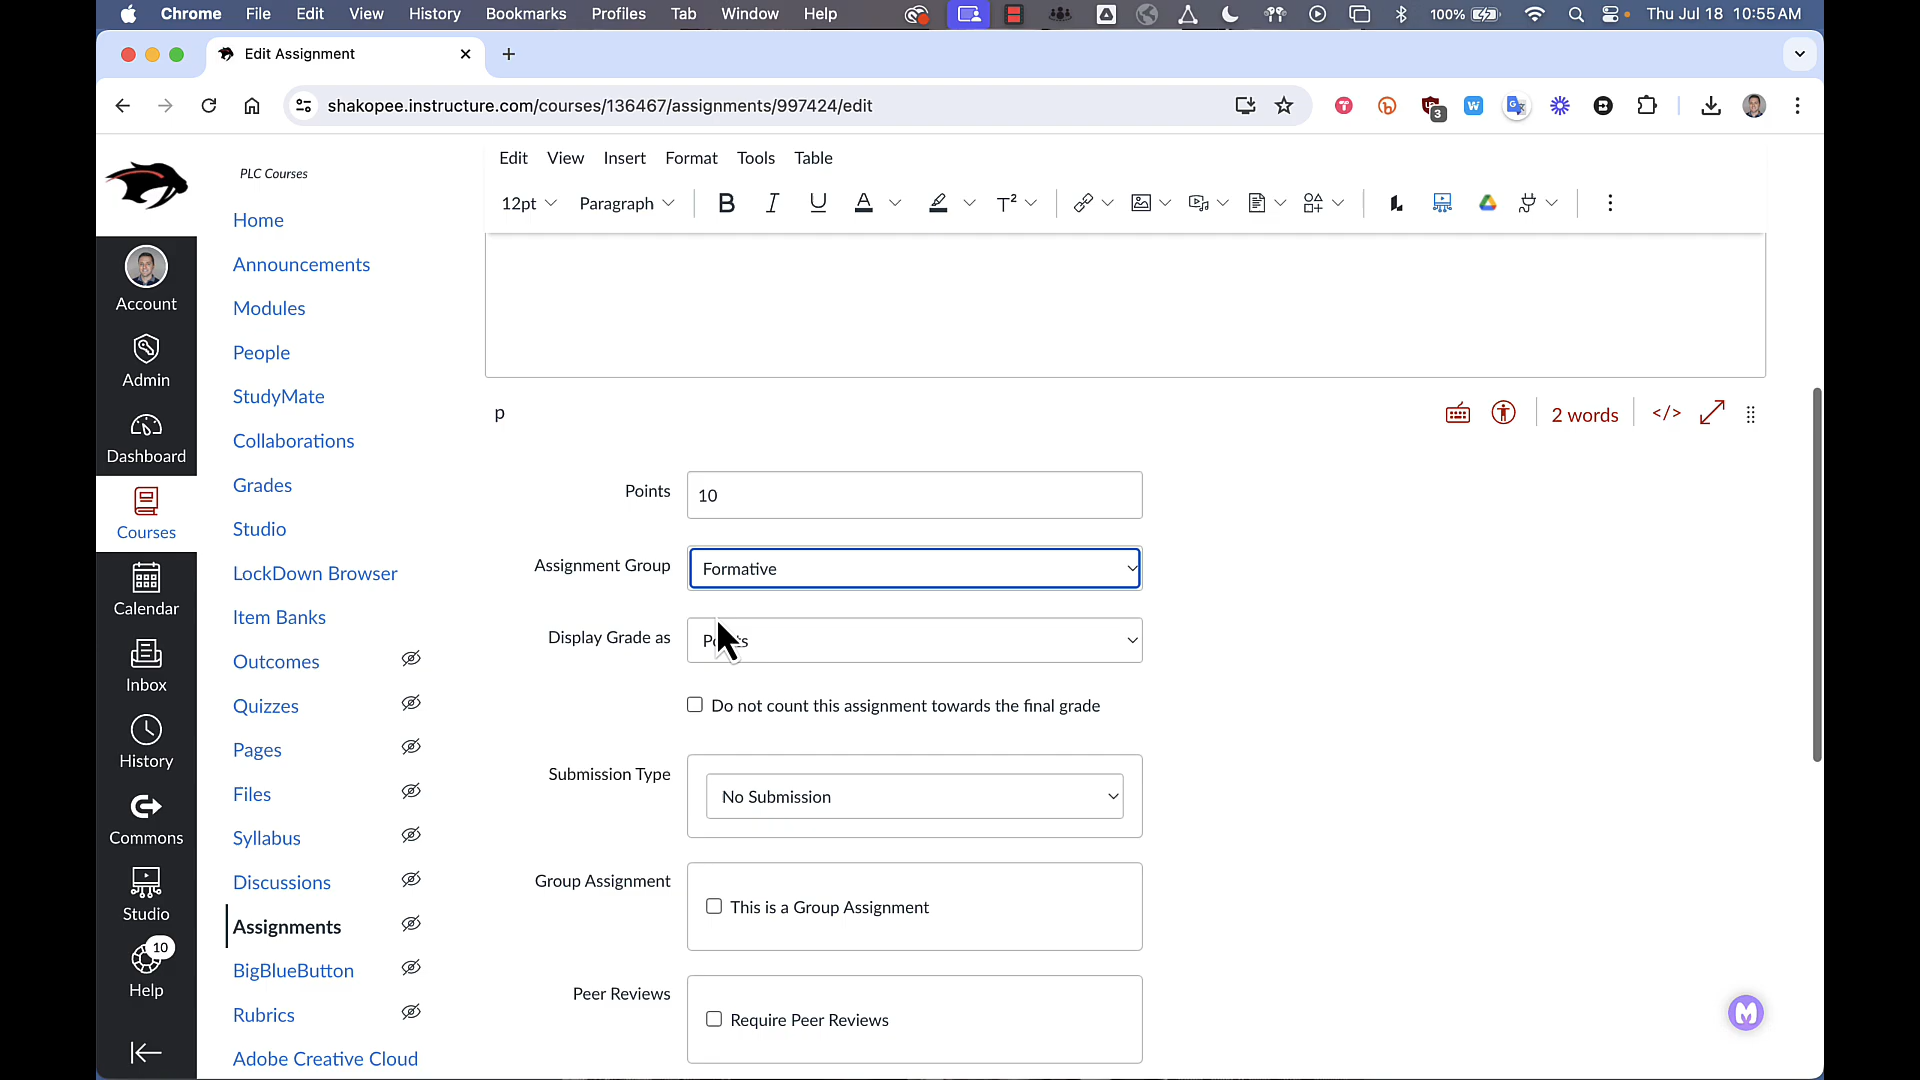 Chrome File Edit View History Bookmarks Profiles Tab Window Help 100% Thu Jul 18 10:55 AM
Edit Assignment
shakopee.instructure.com/courses/136467/assignments/997424/edit
3
PLC Courses
Edit View Insert Format Tools Table
12pt Paragraph
Account
Admin
Dashboard
Courses
Calendar
Inbox
History
Commons
Studio
10
Help
Home
Announcements
Modules
People
StudyMate
Collaborations
Grades
Studio
LockDown Browser
Item Banks
Outcomes
Quizzes
Pages
Files
Syllabus
Discussions
Assignments
BigBlueButton
Rubrics
Adobe Creative Cloud
p 2 words </>
Points 10
Assignment Group Formative
Display Grade as
Do not count this assignment towards the final grade
Submission Type No Submission
Group Assignment This is a Group Assignment
Peer Reviews Require Peer Reviews